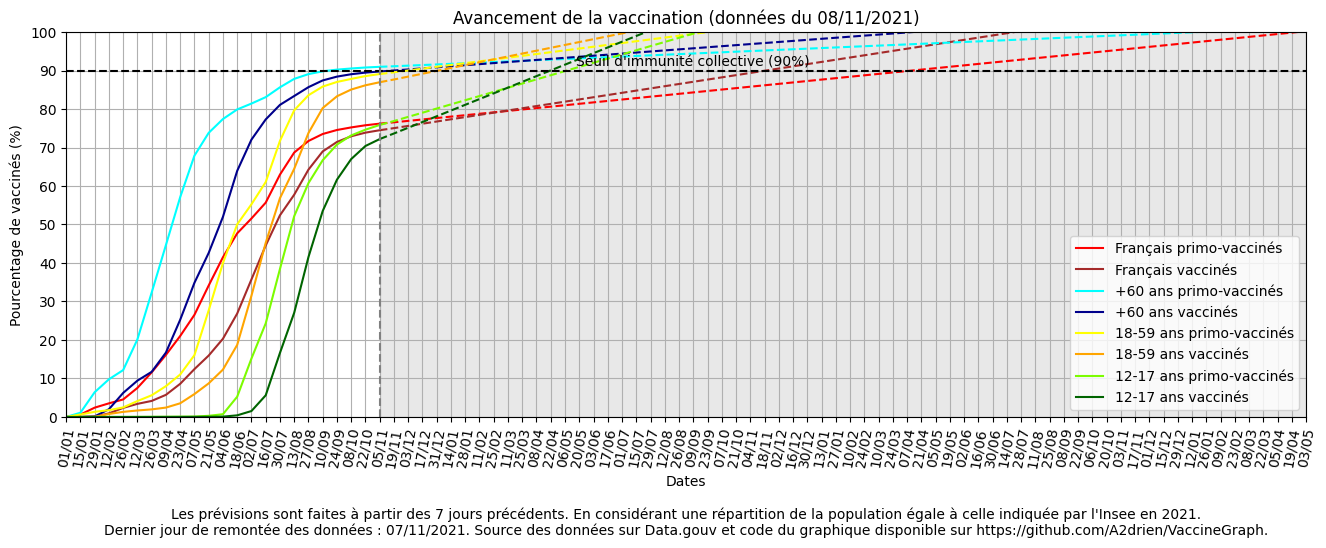 Avancement de la vaccination (données du 08/11/2021)
100
90
80
70
60
50
40
30
20
10
0
Pourcentage de vaccinés (%)
Seuil d'immunité collective (90%)
Français primo-vaccinés
Français vaccinés
+60 ans primo-vaccinés
+60 ans vaccinés
18-59 ans primo-vaccinés
18-59 ans vaccinés
12-17 ans primo-vaccinés
12-17 ans vaccinés
01/01 15/01 29/01 12/02 26/02 12/03 26/03 09/04 23/04 07/05 21/05 04/06 18/06 02/07 16/07 30/07 13/08 27/08 10/09 24/09 08/10 22/10 05/11 19/11 03/12 17/12 31/12 14/01 28/01 11/02 25/02 11/03 25/03 08/04 22/04 06/05 20/05 03/06 17/06 01/07 15/07 29/07 12/08 26/08 09/09 23/09 07/10 21/10 04/11 18/11 02/12 16/12 30/12 13/01 27/01 10/02 24/02 10/03 24/03 07/04 21/04 05/05 19/05 02/06 16/06 30/06 14/07 28/07 11/08 25/08 08/09 22/09 06/10 20/10 03/11 17/11 01/12 15/12 29/12 12/01 26/01 09/02 23/02 08/03 22/03 05/04 19/04 03/05
Dates
Les prévisions sont faites à partir des 7 jours précédents. En considérant une répartition de la population égale à celle indiquée par l'Insee en 2021.
Dernier jour de remontée des données : 07/11/2021. Source des données sur Data.gouv et code du graphique disponible sur https://github.com/A2drien/VaccineGraph.